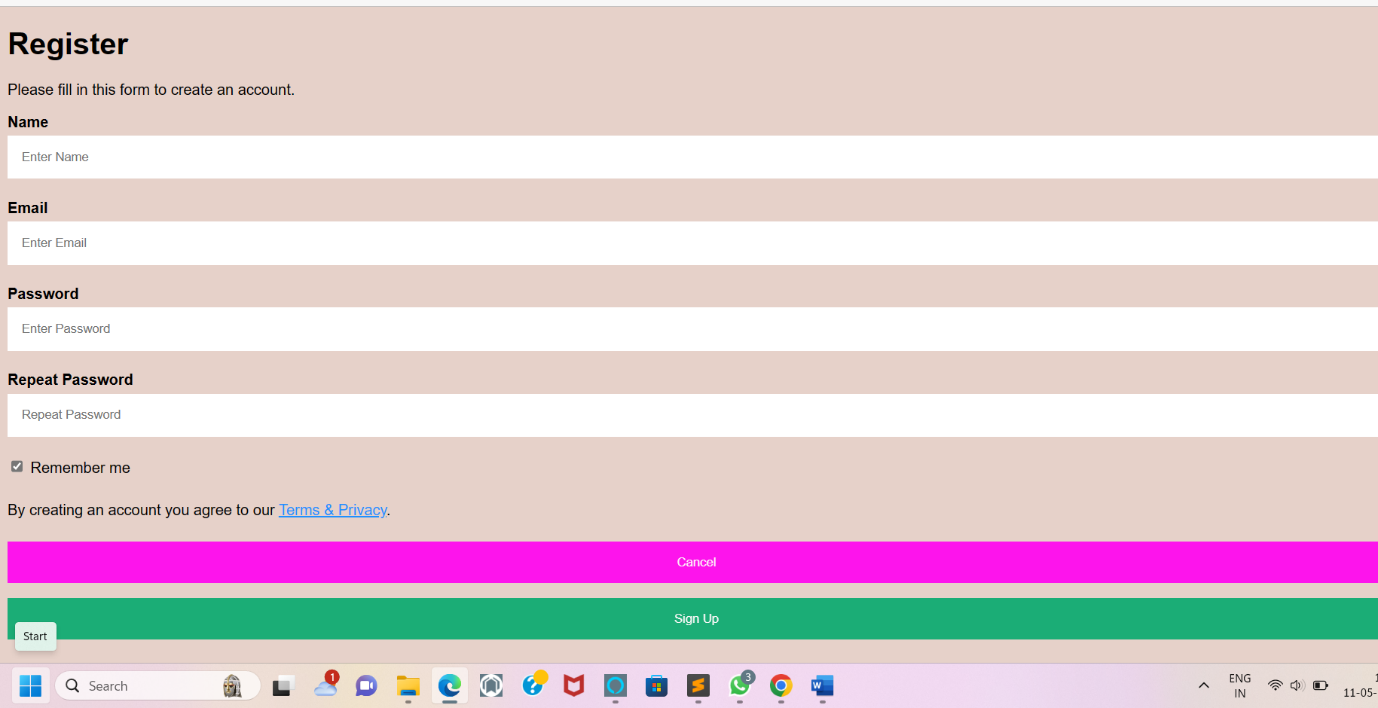 Register
Please fill in this form to create an account.
Name
Enter Name
Email
Enter Email
Password
Enter Password
Repeat Password
Repeat Password
Remember me
By creating an account you agree to our Terms & Privacy.
Cancel
Sign Up
Start
Search
1
3
W
ENG
IN
11-05-